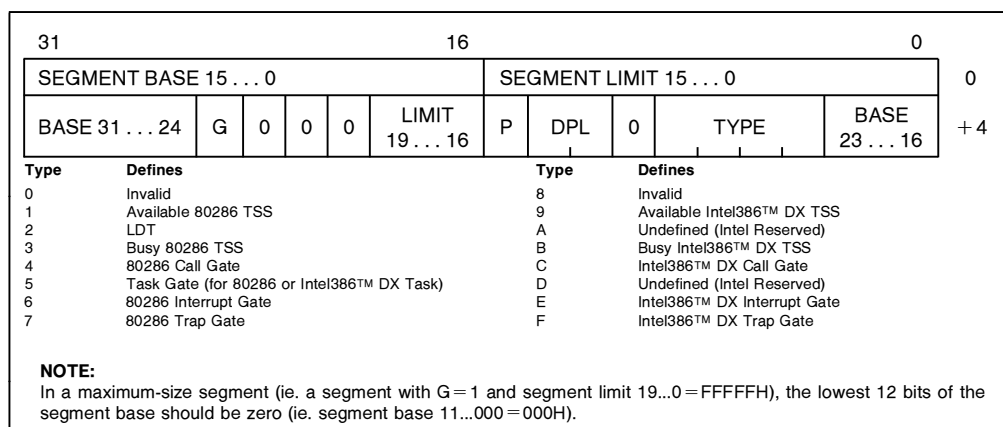 31 16 0
SEGMENT BASE 15 . . . 0 SEGMENT LIMIT 15 . . . 0 0
BASE 31 . . . 24 G 0 0 0 LIMIT 19 . . . 16 P DPL 0 TYPE BASE 23 . . . 16 +4
Type Defines Type Defines
0 Invalid 8 Invalid
1 Available 80286 TSS 9 Available Intel386™ DX TSS
2 LDT A Undefined (Intel Reserved)
3 Busy 80286 TSS B Busy Intel386™ DX TSS
4 80286 Call Gate C Intel386™ DX Call Gate
5 Task Gate (for 80286 or Intel386™ DX Task) D Undefined (Intel Reserved)
6 80286 Interrupt Gate E Intel386™ DX Interrupt Gate
7 80286 Trap Gate F Intel386™ DX Trap Gate
NOTE:
In a maximum-size segment (ie. a segment with G=1 and segment limit 19...0=FFFFFH), the lowest 12 bits of the
segment base should be zero (ie. segment base 11...000=000H).